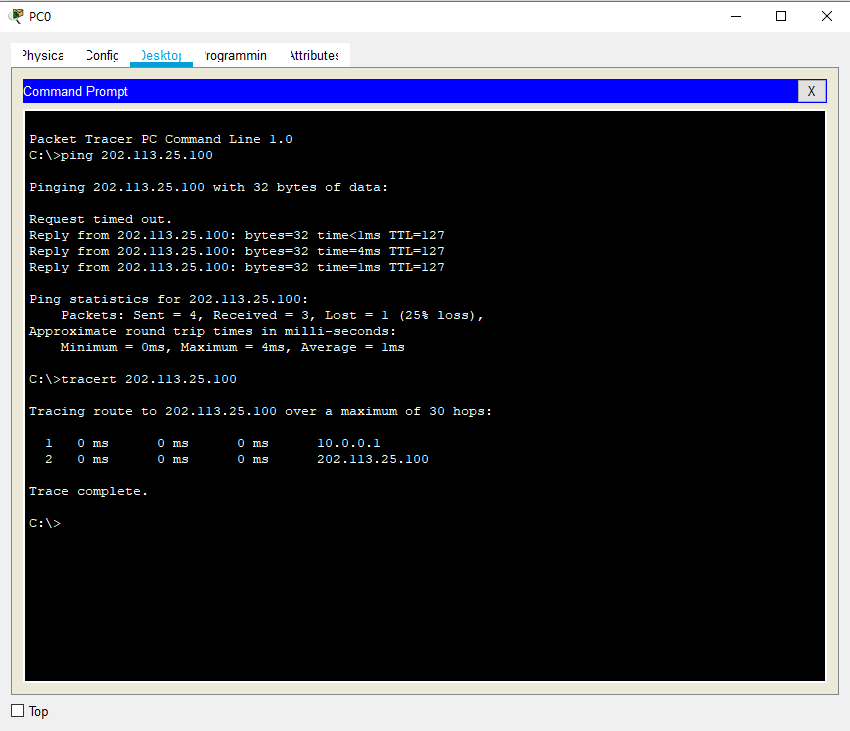 PC0
Physica Config Desktop rogrammin Attributes
Command Prompt X
Packet Tracer PC Command Line 1.0
C:\>ping 202.113.25.100
Pinging 202.113.25.100 with 32 bytes of data:
Request timed out.
Reply from 202.113.25.100: bytes=32 time<1ms TTL=127
Reply from 202.113.25.100: bytes=32 time=4ms TTL=127
Reply from 202.113.25.100: bytes=32 time=1ms TTL=127
Ping statistics for 202.113.25.100:
Packets: Sent = 4, Received = 3, Lost = 1 (25% loss),
Approximate round trip times in milli-seconds:
Minimum = 0ms, Maximum = 4ms, Average = 1ms
C:\>tracert 202.113.25.100
Tracing route to 202.113.25.100 over a maximum of 30 hops:
1 0 ms 0 ms 0 ms 10.0.0.1
2 0 ms 0 ms 0 ms 202.113.25.100
Trace complete.
C:\>
Top